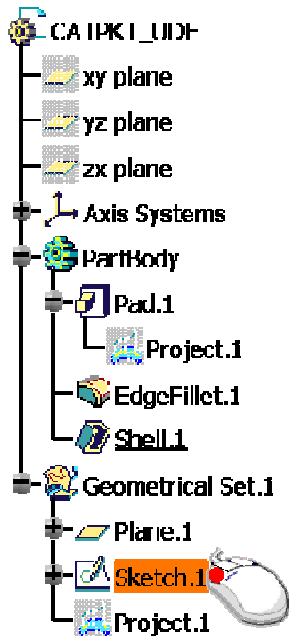 CATPKT_UDF
xy plane
yz plane
zx plane
Axis Systems
PartBody
Pad.1
Project.1
EdgeFillet.1
Shell.1
Geometrical Set.1
Plane.1
Sketch.1
Project.1